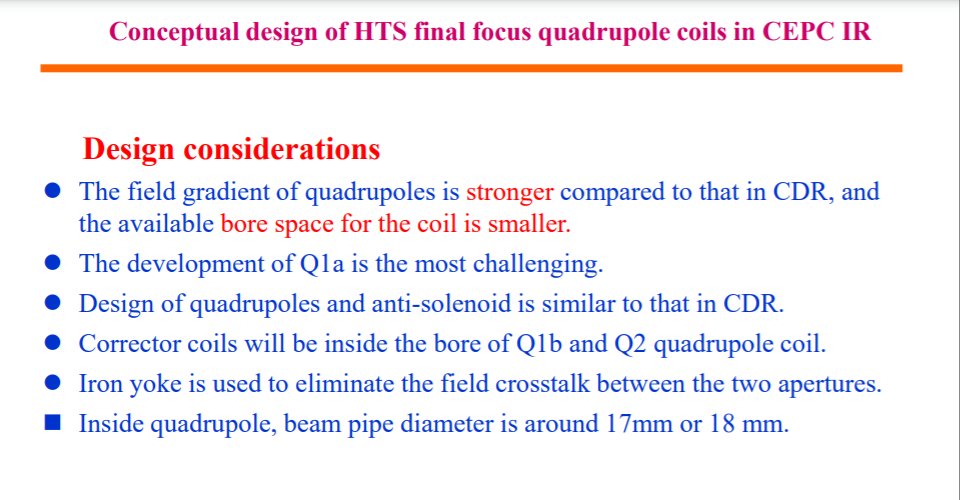 Conceptual design of HTS final focus quadrupole coils in CEPC IR
Design considerations
● The field gradient of quadrupoles is stronger compared to that in CDR, and
the available bore space for the coil is smaller.
● The development of Q1a is the most challenging.
● Design of quadrupoles and anti-solenoid is similar to that in CDR.
● Corrector coils will be inside the bore of Q1b and Q2 quadrupole coil.
● Iron yoke is used to eliminate the field crosstalk between the two apertures.
■ Inside quadrupole, beam pipe diameter is around 17mm or 18 mm.